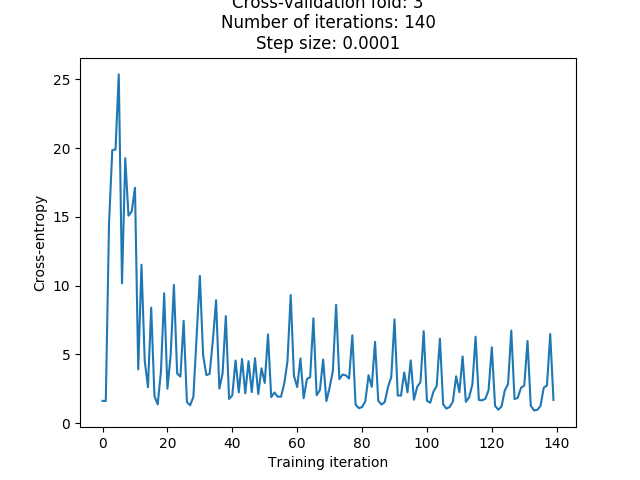 Cross-validation fold: 3
Number of iterations: 140
Step size: 0.0001
25
20
15
10
5
0
Cross-entropy
0 20 40 60 80 100 120 140
Training iteration